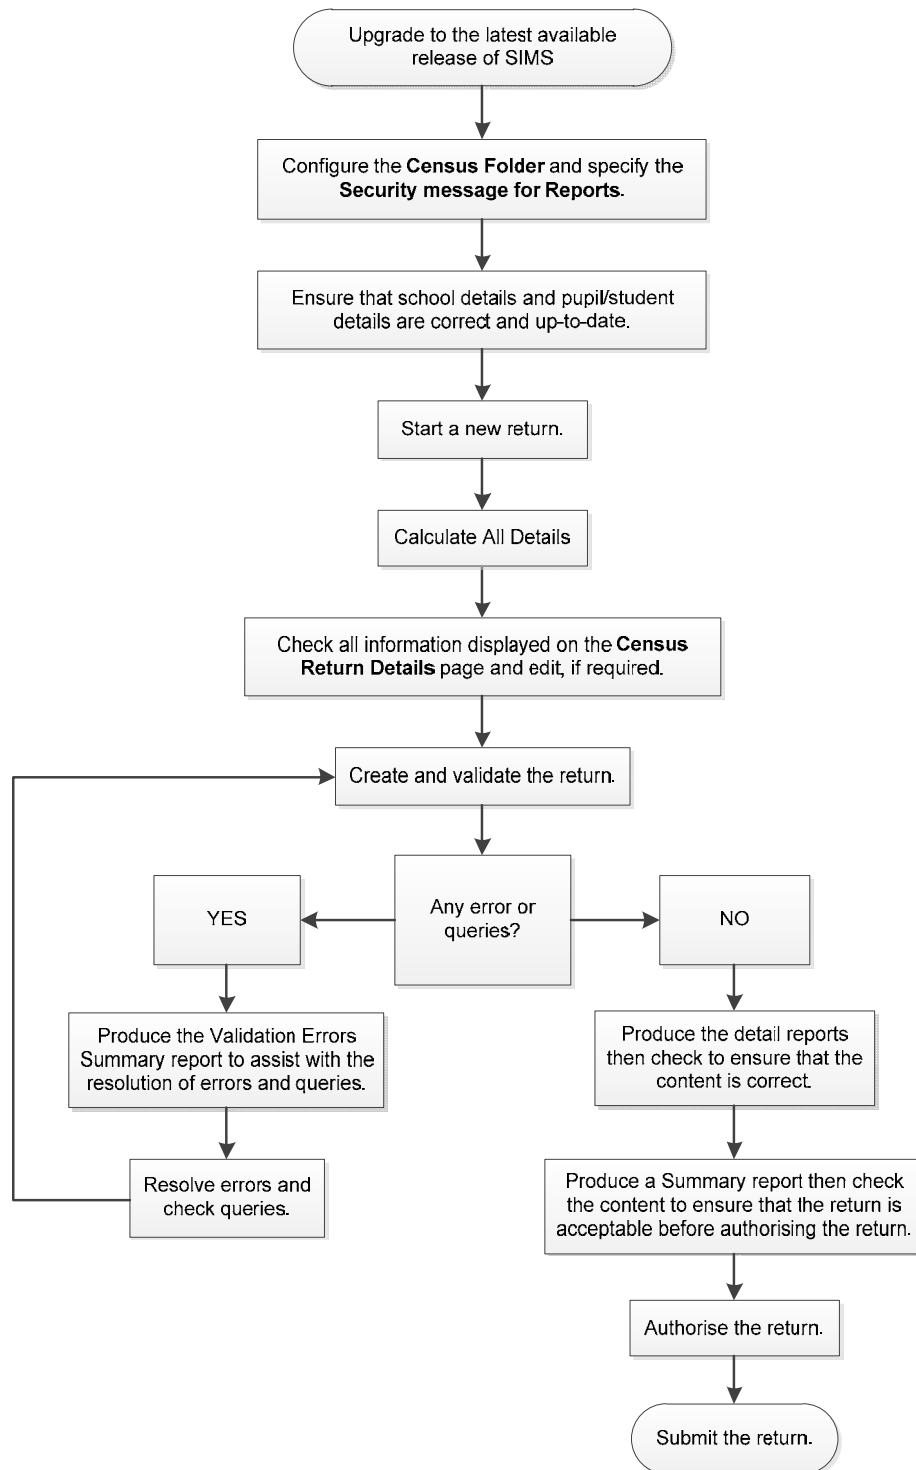 Upgrade to the latest available
release of SIMS
Configure the Census Folder and specify the
Security message for Reports.
Ensure that school details and pupil/student
details are correct and up-to-date.
Start a new return.
Calculate All Details
Check all information displayed on the Census
Return Details page and edit, if required.
Create and validate the return.
Any error or
queries?
YES
NO
Produce the Validation Errors
Summary report to assist with the
resolution of errors and queries.
Resolve errors and
check queries.
Produce the detail reports
then check to ensure that the
content is correct.
Produce a Summary report then check
the content to ensure that the return is
acceptable before authorising the return.
Authorise the return.
Submit the return.